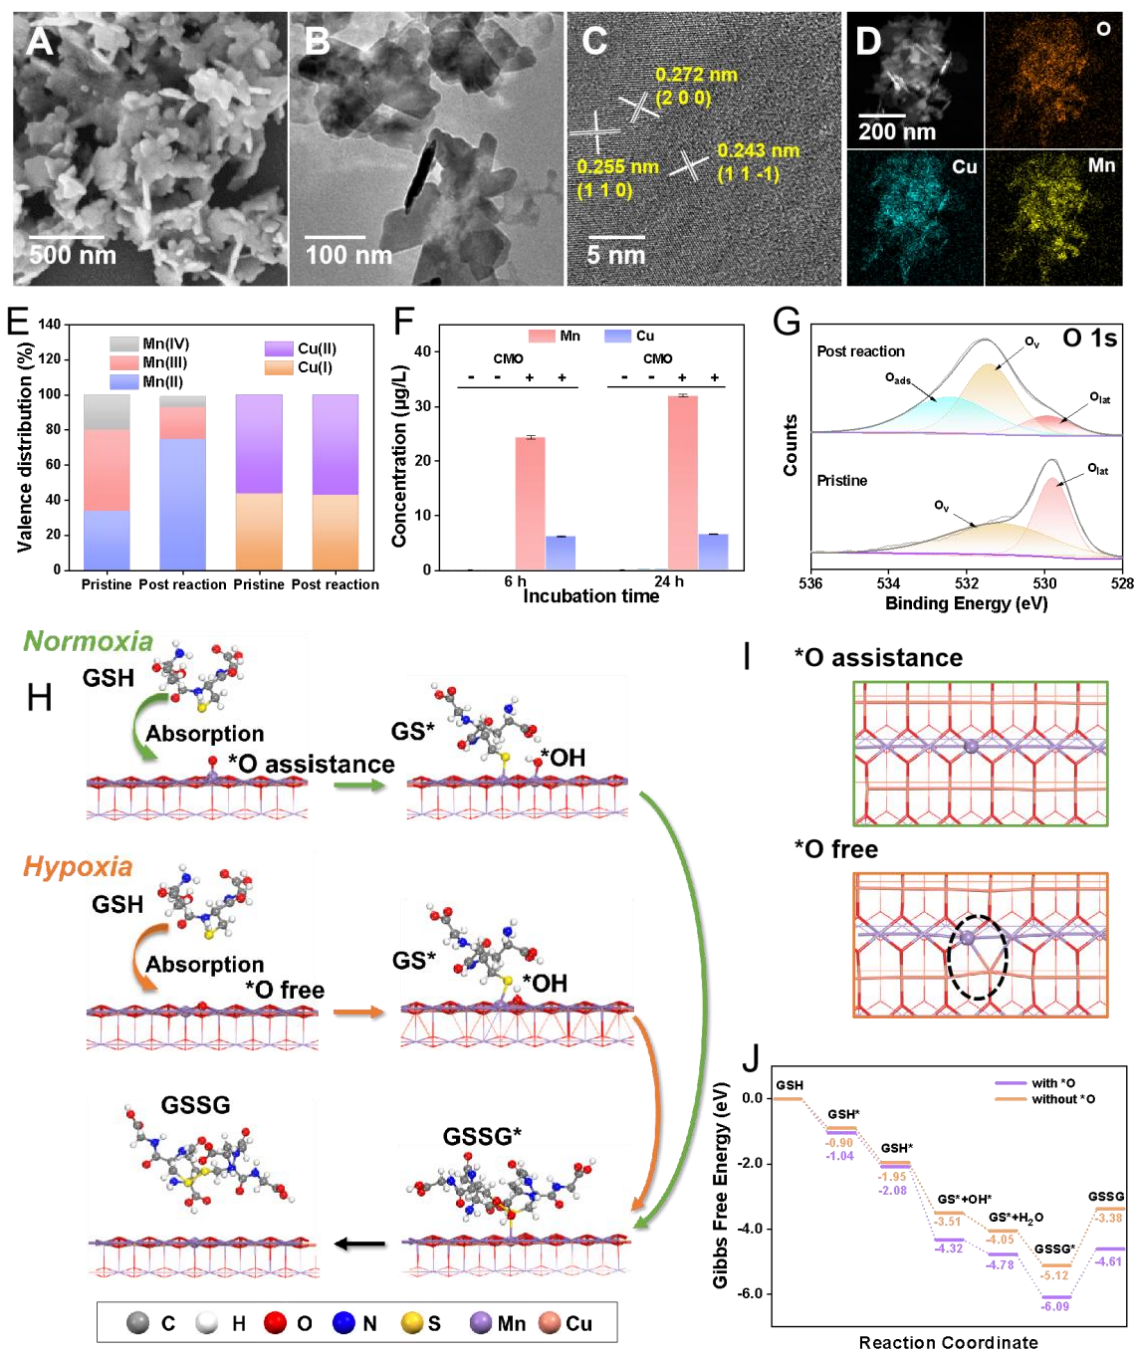 A
500 nm
B
100 nm
C
0.272 nm
(2 0 0)
0.255 nm
(1 1 0)
0.243 nm
(1 1 -1)
5 nm
D
200 nm
O
Cu
Mn
E
Valence distribution (%)
140
120
100
80
60
40
20
0
Mn(IV)
Mn(III)
Mn(II)
Cu(II)
Cu(I)
Pristine
Post reaction
Pristine
Post reaction
F
Concentration (µg/L)
40
30
20
10
0
Mn
Cu
CMO
- - + +
CMO
- - + +
6 h
24 h
Incubation time
G
O 1s
Counts
Post reaction
Oads
Ov
Olat
Pristine
Ov
Olat
536 534 532 530 528
Binding Energy (eV)
H
Normoxia
GSH
Absorption
*O assistance
GS*
*OH
Hypoxia
GSH
Absorption
*O free
GS*
*OH
GSSG
GSSG*
C H O N S Mn Cu
I
*O assistance
*O free
J
Gibbs Free Energy (eV)
0.0
-2.0
-4.0
-6.0
with *O
without *O
GSH
GSH*
-0.90
-1.04
GSH*
-1.95
-2.08
GS*+OH*
-3.51
-4.32
GS*+H2O
-4.05
-4.78
GSSG*
-5.12
-6.09
GSSG
-3.38
-4.61
Reaction Coordinate